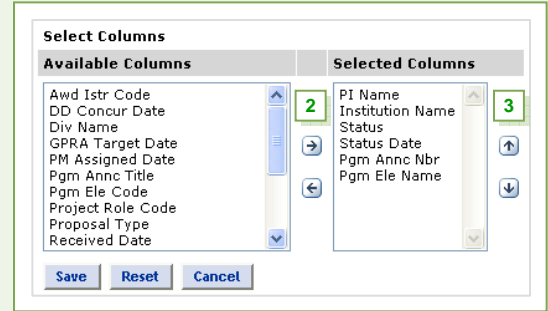 Select Columns
Available Columns
Selected Columns
Awd Istr Code
DD Concur Date
Div Name
GPRA Target Date
PM Assigned Date
Pgm Annc Title
Pgm Ele Code
Project Role Code
Proposal Type
Received Date
2
PI Name
Institution Name
Status
Status Date
Pgm Annc Nbr
Pgm Ele Name
3
Save Reset Cancel